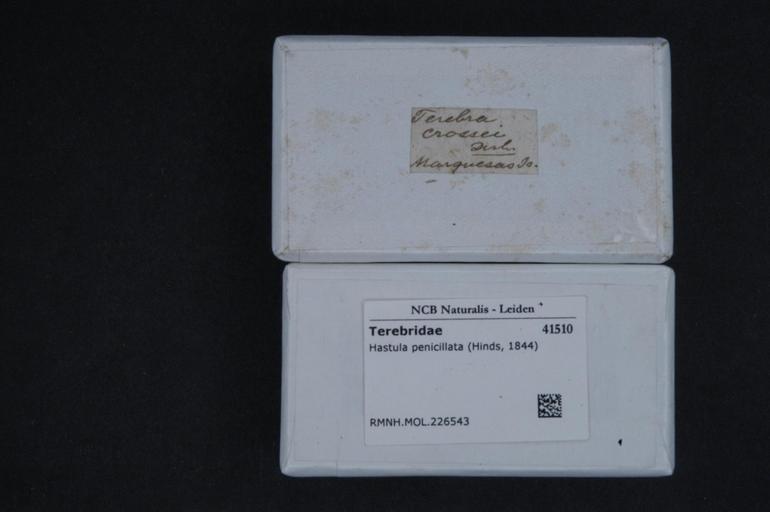 Terebra
crossei
Desh.
Marquesas Is.
NCB Naturalis - Leiden
Terebridae 41510
Hastula penicillata (Hinds, 1844)
RMNH.MOL.226543